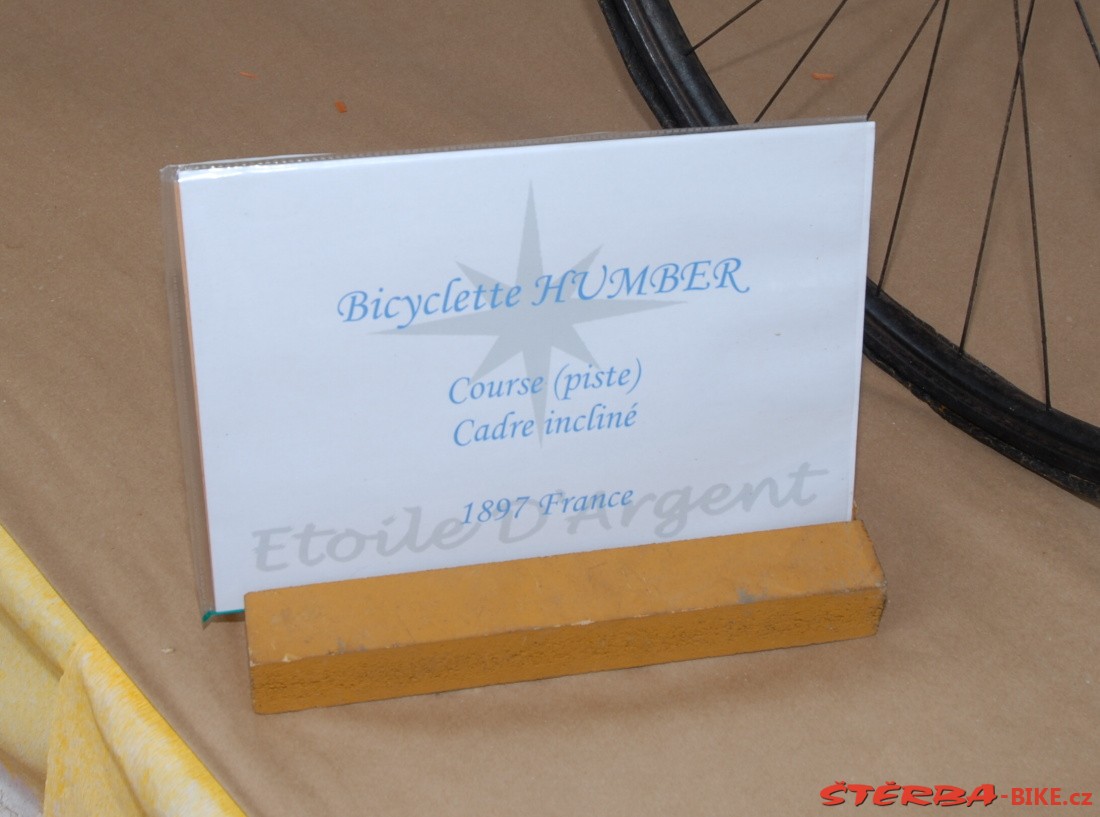 Bicyclette HUMBER
Course (piste)
Cadre incliné
1897 France
Etoile D'Argent
ŠTĚRBA-BIKE.cz